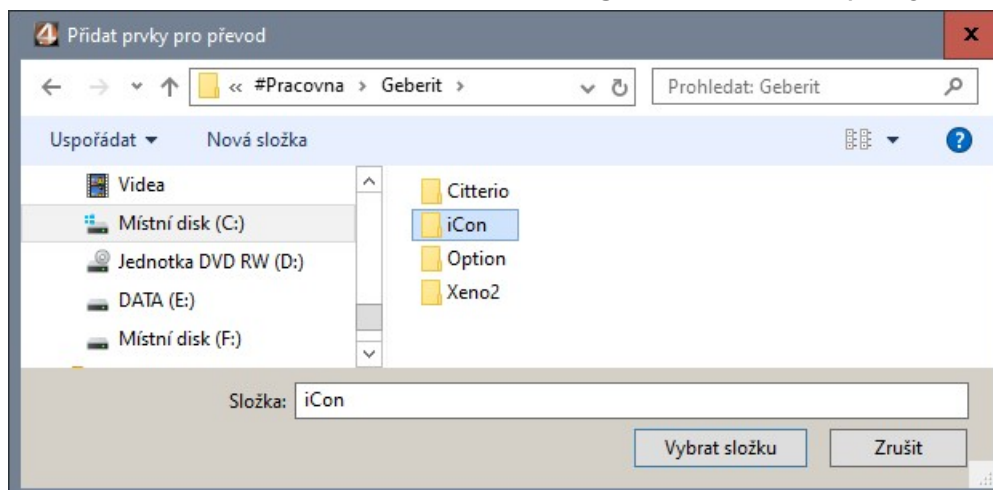 Přidat prvky pro převod
« #Pracovna > Geberit >
Prohledat: Geberit
Uspořádat
Nová složka
Videa
Místní disk (C:)
Jednotka DVD RW (D:)
DATA (E:)
Místní disk (F:)
Citterio
iCon
Option
Xeno2
Složka: iCon
Vybrat složku
Zrušit